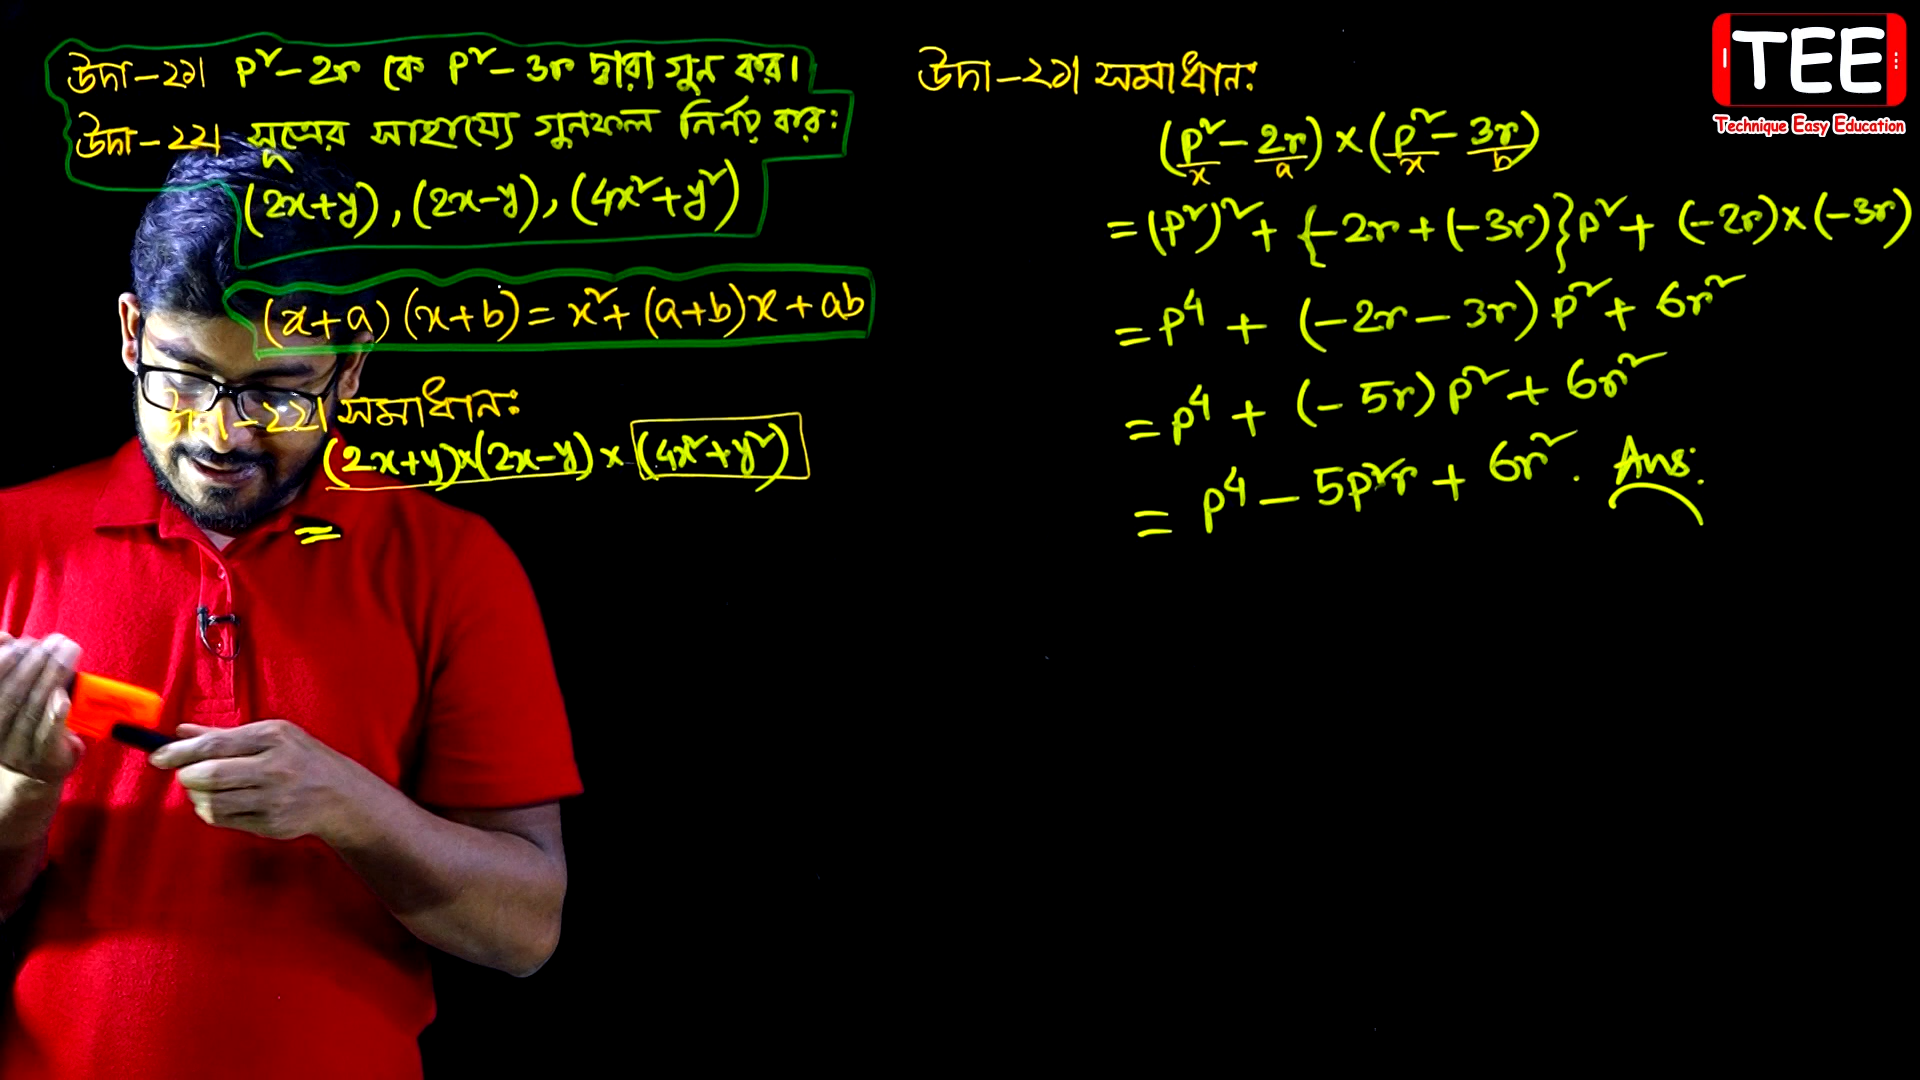 উদা-২১। p²-2r কে p²-3r দ্বারা গুন কর।
উদা-২২। সূত্রের সাহায্যে গুনফল নির্নয় কর:
(2x+y), (2x-y), (4x²+y²)
(x+a) (x+b) = x²+(a+b)x+ab
উদা-২২। সমাধান:
(2x+y)×(2x-y)×(4x²+y²)
=
উদা-২১। সমাধান:
(p²-2r)×(p²-3r)
x a x b
=(p²)²+{-2r+(-3r)}p²+(-2r)×(-3r)
=p⁴+(-2r-3r)p²+6r²
=p⁴+(-5r)p²+6r²
=p⁴-5p²r+6r². Ans:
TEE
Technique Easy Education